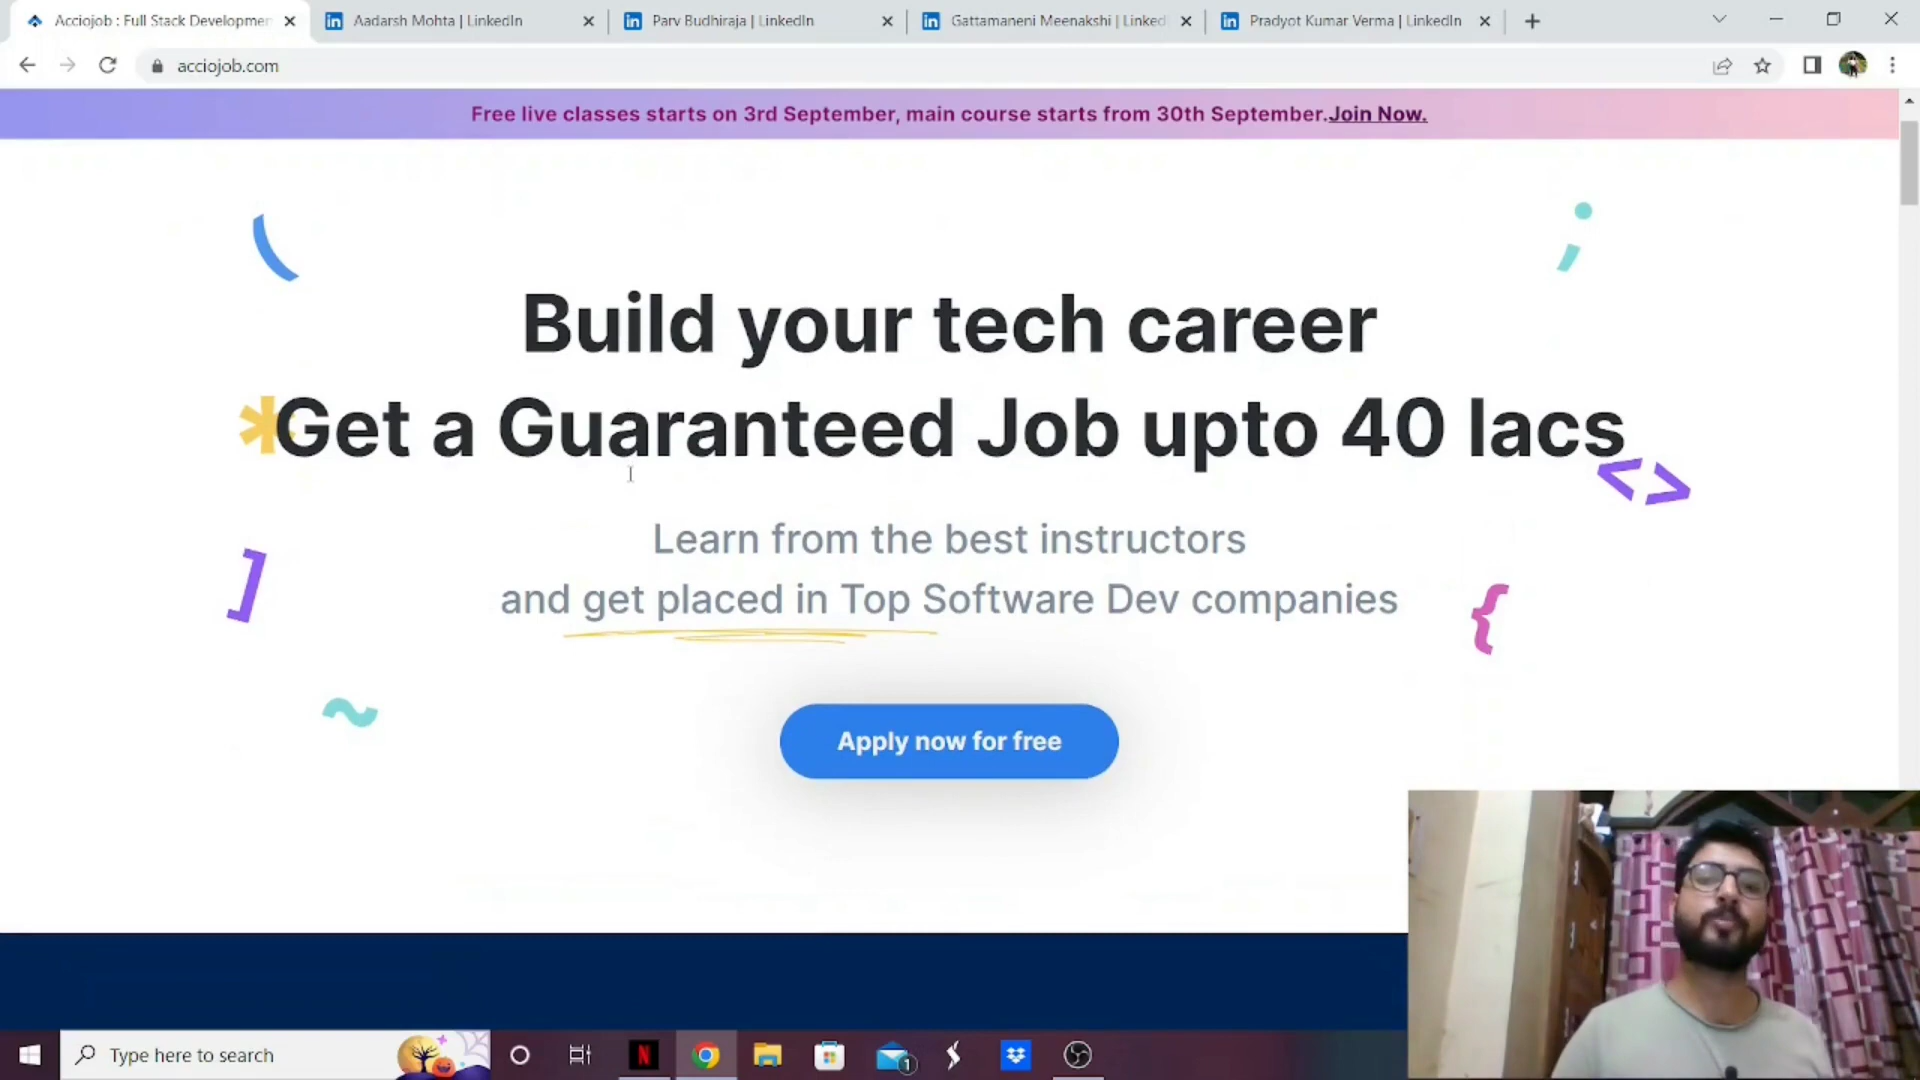 Acciojob : Full Stack Developmen
Aadarsh Mohta | LinkedIn
Parv Budhiraja | LinkedIn
Gattamaneni Meenakshi | Linked
Pradyot Kumar Verma | LinkedIn
acciojob.com
Free live classes starts on 3rd September, main course starts from 30th September.Join Now.
Build your tech career
Get a Guaranteed Job upto 40 lacs
Learn from the best instructors
and get placed in Top Software Dev companies
Apply now for free
Type here to search
1